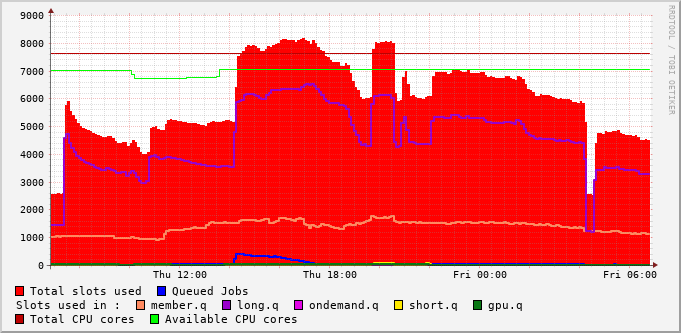 9000
8000
7000
6000
5000
4000
3000
2000
1000
0
Thu 12:00 Thu 18:00 Fri 00:00 Fri 06:00
RRDTOOL / TOBI OETIKER
Total slots used Queued Jobs
Slots used in : member.q long.q ondemand.q short.q gpu.q
Total CPU cores Available CPU cores